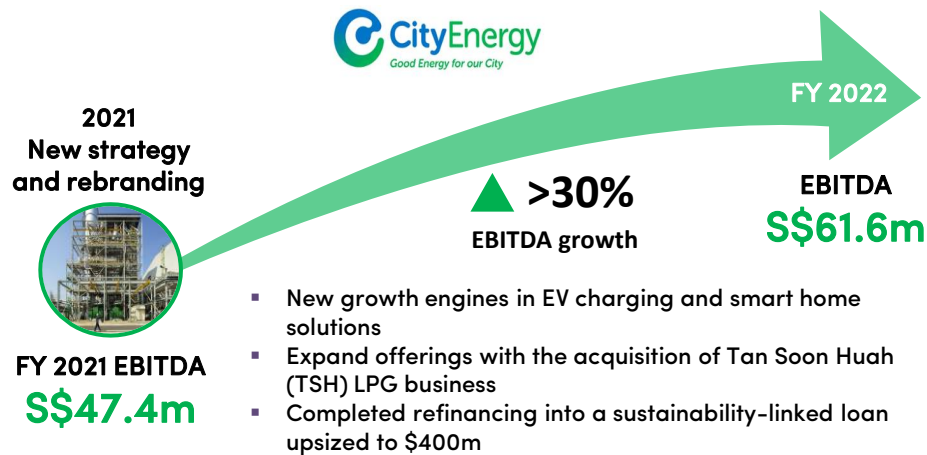 CityEnergy
Good Energy for our City
FY 2022
2021
New strategy
and rebranding
>30%
EBITDA growth
EBITDA
S$61.6m
FY 2021 EBITDA
S$47.4m
▪ New growth engines in EV charging and smart home
solutions
▪ Expand offerings with the acquisition of Tan Soon Huah
(TSH) LPG business
▪ Completed refinancing into a sustainability-linked loan
upsized to $400m